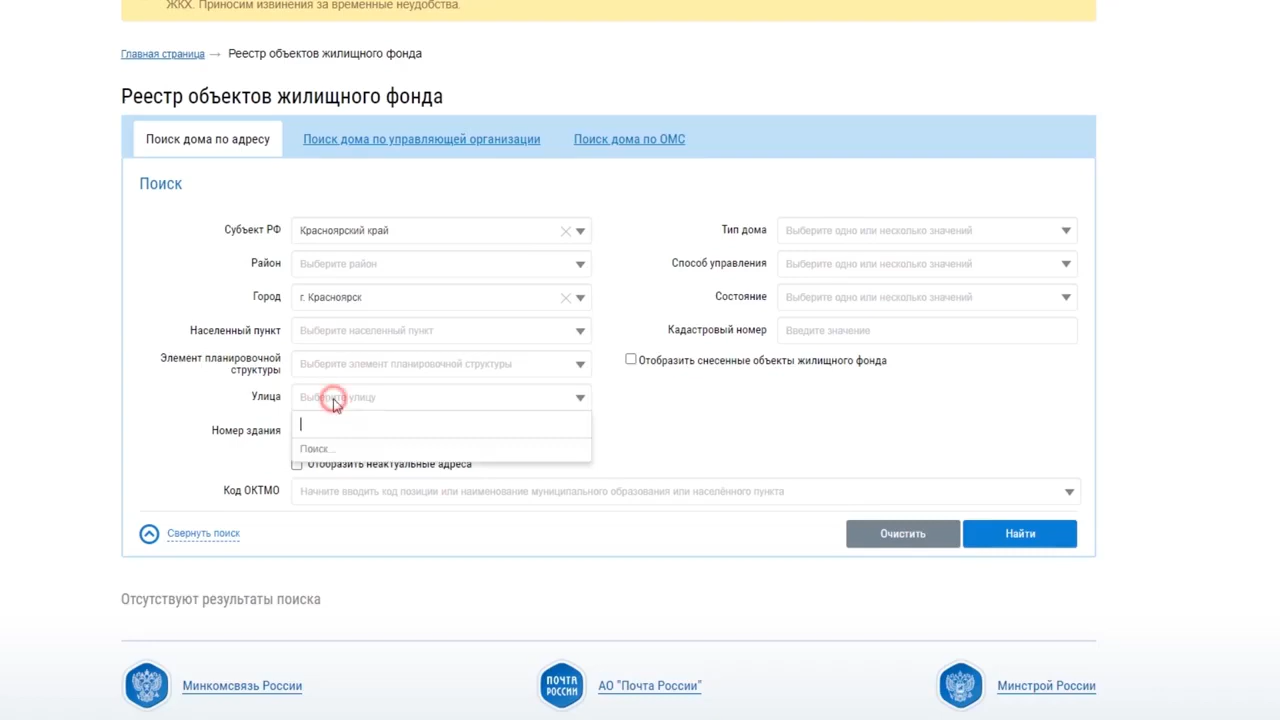 ЖКХ. Приносим извинения за временные неудобства.
Главная страница → Реестр объектов жилищного фонда
Реестр объектов жилищного фонда
Поиск дома по адресу Поиск дома по управляющей организации Поиск дома по ОМС
Поиск
Субъект РФ Красноярский край Тип дома Выберите одно или несколько значений
Район Выберите район Способ управления Выберите одно или несколько значений
Город г. Красноярск Состояние Выберите одно или несколько значений
Населенный пункт Выберите населенный пункт Кадастровый номер Введите значение
Элемент планировочной
структуры Выберите элемент планировочной структуры Отобразить снесенные объекты жилищного фонда
Улица Выберите улицу
Номер здания
Поиск...
Отобразить неактуальные адреса
Код ОКТМО Начните вводить код позиции или наименование муниципального образования или населённого пункта
Свернуть поиск Очистить Найти
Отсутствуют результаты поиска
Минкомсвязь России ПОЧТА РОССИИ АО "Почта России" Минстрой России